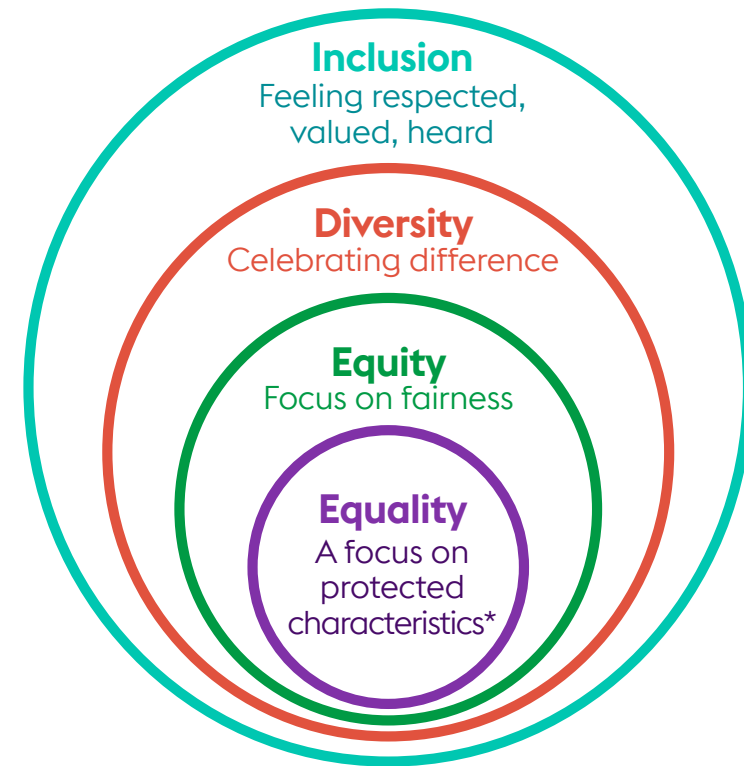 Inclusion
Feeling respected,
valued, heard
Diversity
Celebrating difference
Equity
Focus on fairness
Equality
A focus on
protected
characteristics*